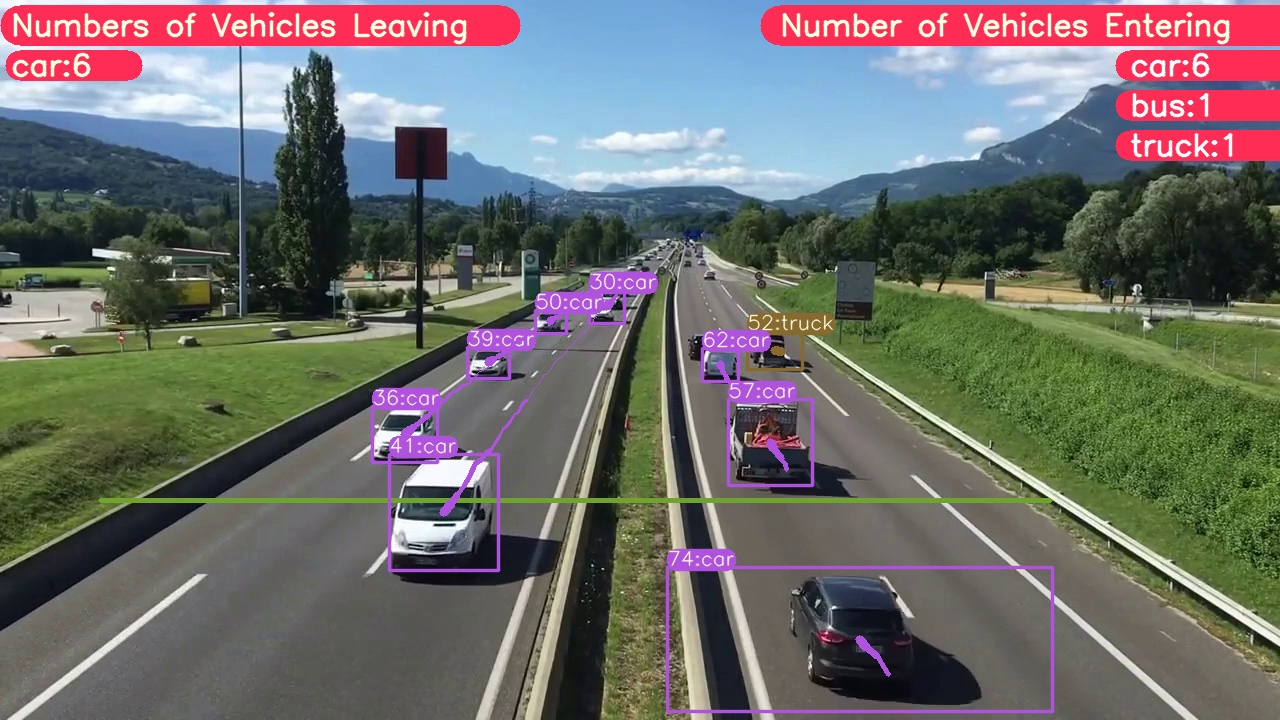 Numbers of Vehicles Leaving
Number of Vehicles Entering
car:6
car:6
bus:1
truck:1
30:car
50:car
52:truck
39:car
62:car
57:car
36:car
41:car
74:car